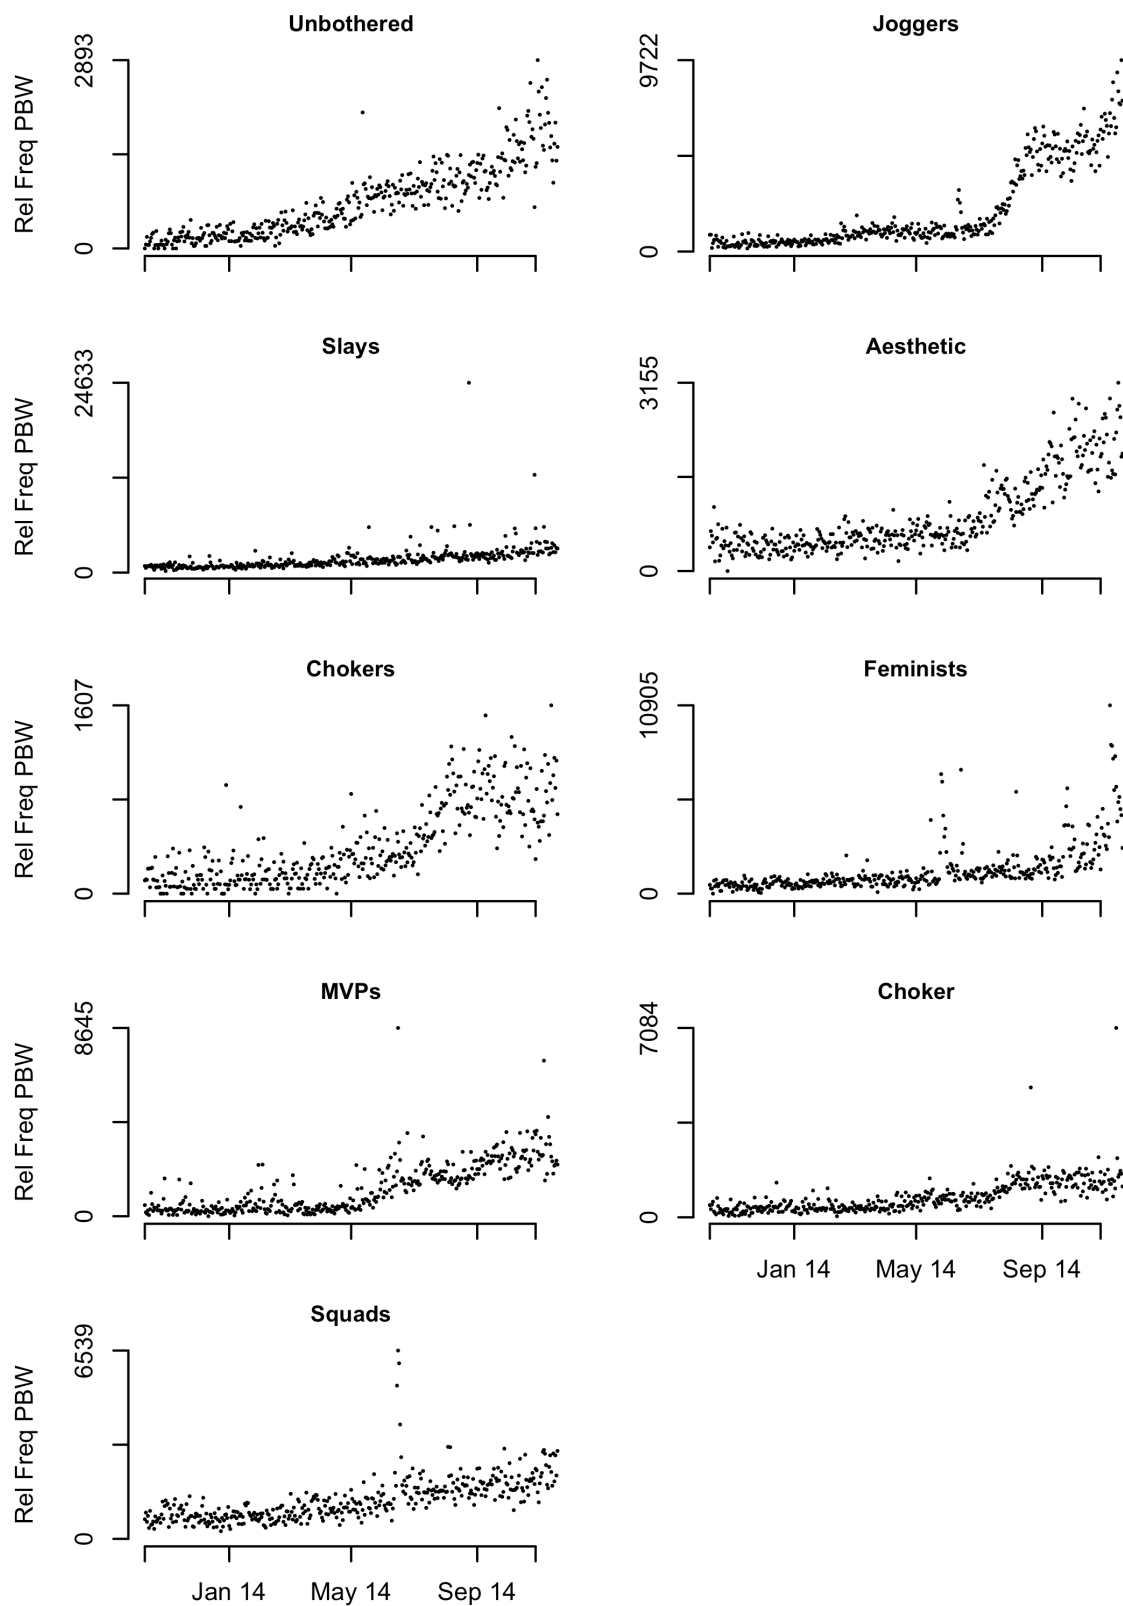 Unbothered
Rel Freq PBW
2893
0
Joggers
9722
0
Slays
Rel Freq PBW
24633
0
Aesthetic
3155
0
Chokers
Rel Freq PBW
1607
0
Feminists
10905
0
MVPs
Rel Freq PBW
8645
0
Choker
7084
0
Jan 14 May 14 Sep 14
Squads
Rel Freq PBW
6539
0
Jan 14 May 14 Sep 14